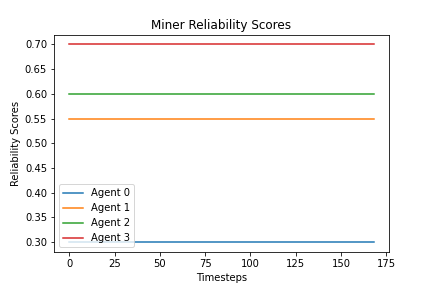 Miner Reliability Scores
Reliability Scores
0.70
0.65
0.60
0.55
0.50
0.45
0.40
0.35
0.30
Agent 0
Agent 1
Agent 2
Agent 3
0 25 50 75 100 125 150 175
Timesteps